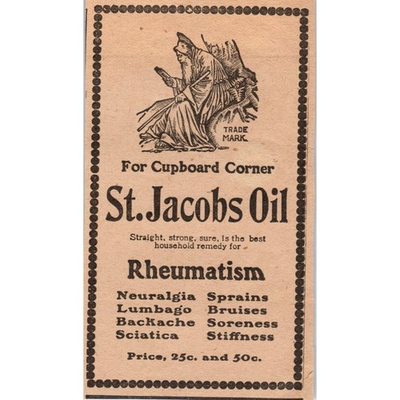 TRADE
MARK.
For Cupboard Corner
St. Jacobs Oil
Straight, strong, sure, is the best
household remedy for
Rheumatism
Neuralgia Sprains
Lumbago Bruises
Backache Soreness
Sciatica Stiffness
Price, 25c. and 50c.